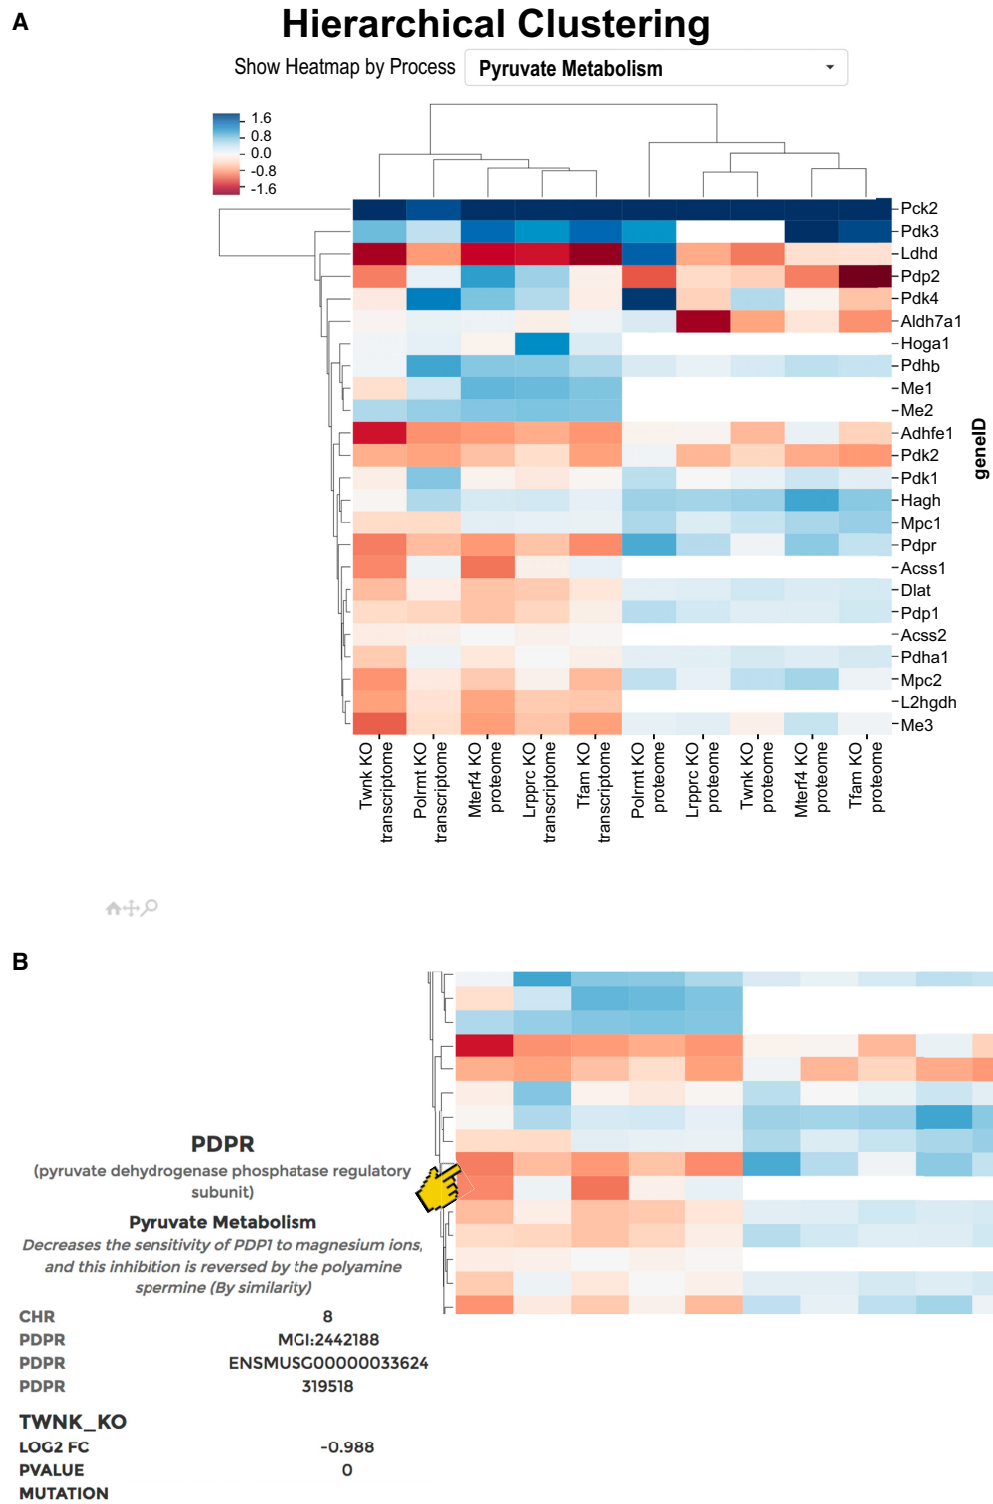 A
Hierarchical Clustering
Show Heatmap by Process
Pyruvate Metabolism
1.6
0.8
0.0
-0.8
-1.6
Pck2
Pdk3
Ldhd
Pdp2
Pdk4
Aldh7a1
Hoga1
Pdhb
Me1
Me2
Adhfe1
Pdk2
Pdk1
Hagh
Mpc1
Pdpr
Acss1
Dlat
Pdp1
Acss2
Pdha1
Mpc2
L2hgdh
Me3
geneID
Twnk KO
transcriptome
Polrmt KO
transcriptome
Mterf4 KO
proteome
Lrpprc KO
transcriptome
Tfam KO
transcriptome
Polrmt KO
proteome
Lrpprc KO
proteome
Twnk KO
proteome
Mterf4 KO
proteome
Tfam KO
proteome
B
PDPR
(pyruvate dehydrogenase phosphatase regulatory
subunit)
Pyruvate Metabolism
Decreases the sensitivity of PDP1 to magnesium ions,
and this inhibition is reversed by the polyamine
spermine (By similarity)
CHR 8
PDPR MGI:2442188
PDPR ENSMUSG00000033624
PDPR 319518
TWNK_KO
LOG2 FC -0.988
PVALUE 0
MUTATION